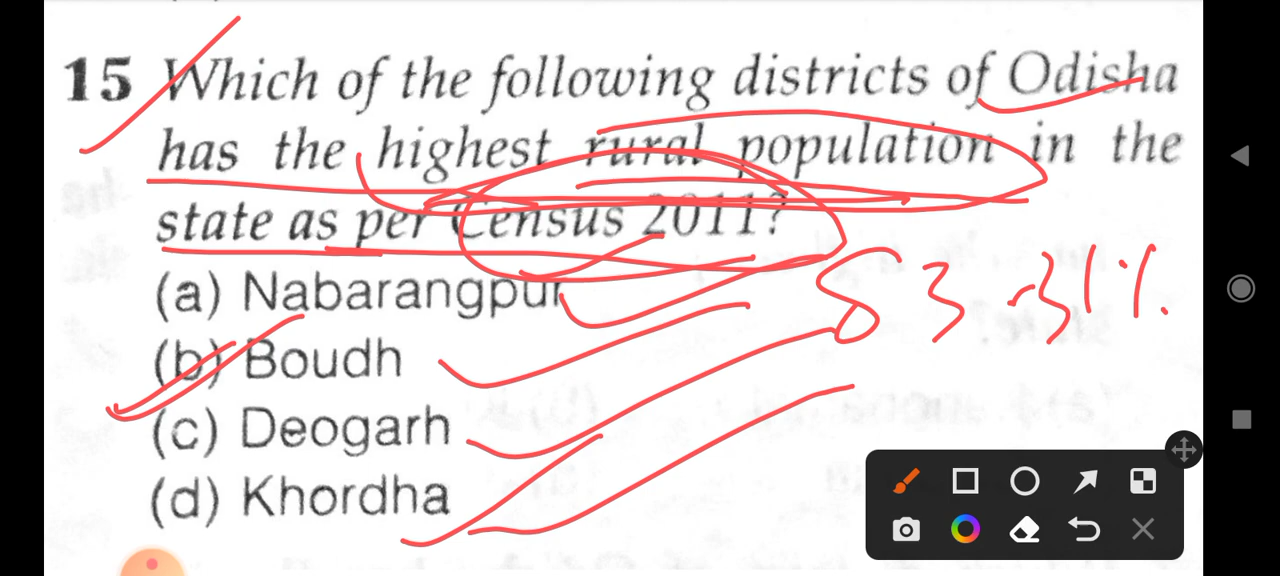 15 Which of the following districts of Odisha
has the highest rural population in the
state as per Census 2011?
(a) Nabarangpur
83.31%.
(b) Boudh
(c) Deogarh
(d) Khordha